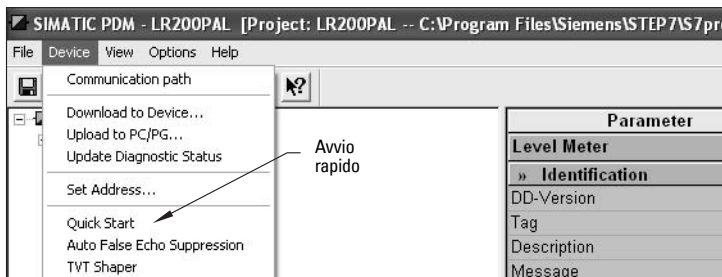 SIMATIC PDM - LR200PAL [Project: LR200PAL -- C:\Program Files\Siemens\STEP7\S7pr
File Device View Options Help
Communication path
Download to Device...
Upload to PC/PG...
Update Diagnostic Status
Set Address...
Quick Start
Auto False Echo Suppression
TVT Shaper
Avvio
rapido
Parameter
Level Meter
» Identification
DD-Version
Tag
Description
Message